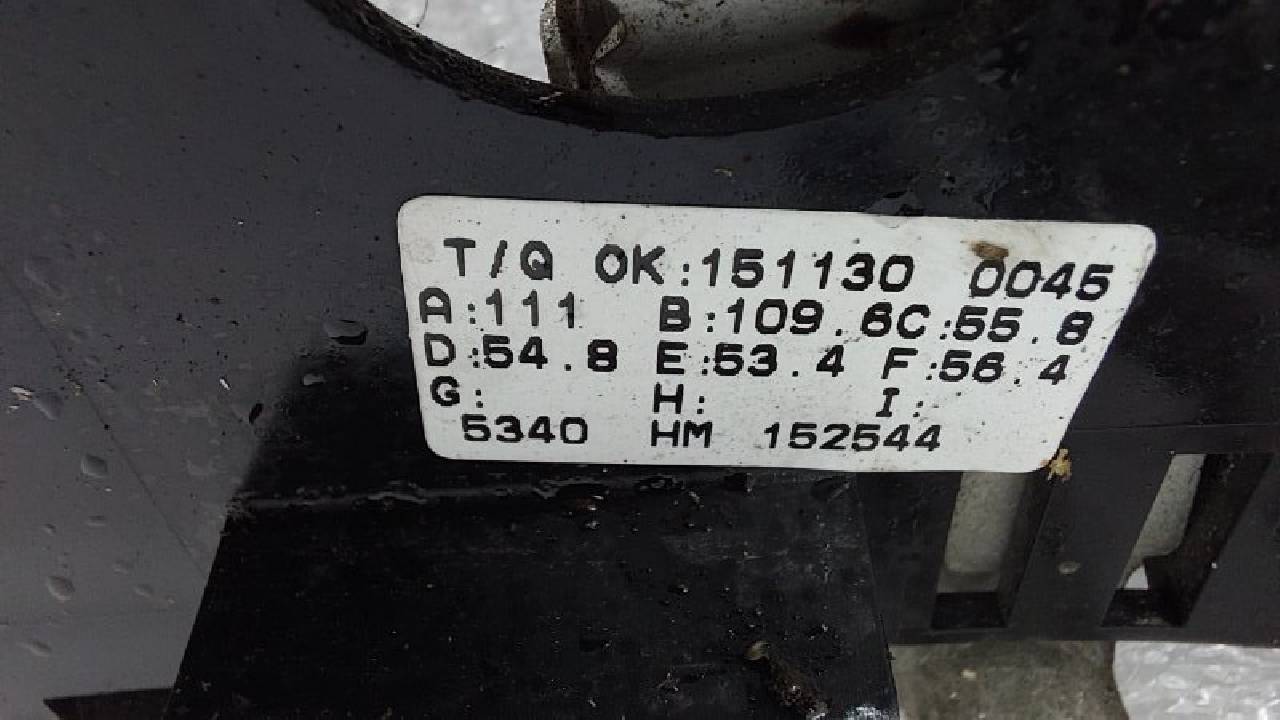 T/Q OK:151130 0045
A:111 B:109.6C:55.8
D:54.8 E:53.4 F:56.4
G: H: I:
5340 HM 152544